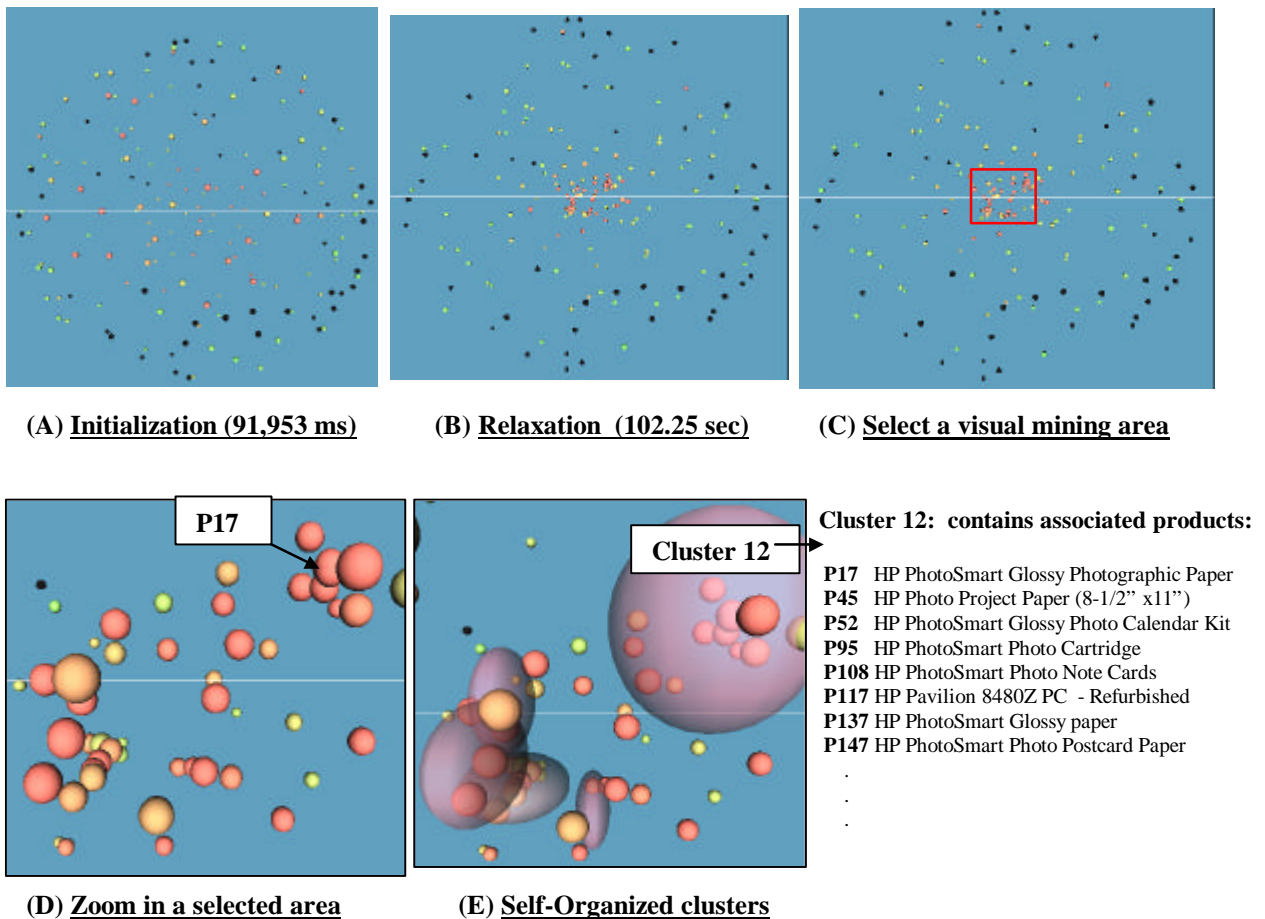 (A) Initialization (91,953 ms)
(B) Relaxation (102.25 sec)
(C) Select a visual mining area
P17
Cluster 12
Cluster 12: contains associated products:
P17 HP PhotoSmart Glossy Photographic Paper
P45 HP Photo Project Paper (8-1/2” x11”)
P52 HP PhotoSmart Glossy Photo Calendar Kit
P95 HP PhotoSmart Photo Cartridge
P108 HP PhotoSmart Photo Note Cards
P117 HP Pavilion 8480Z PC - Refurbished
P137 HP PhotoSmart Glossy paper
P147 HP PhotoSmart Photo Postcard Paper
.
.
.
(D) Zoom in a selected area
(E) Self-Organized clusters